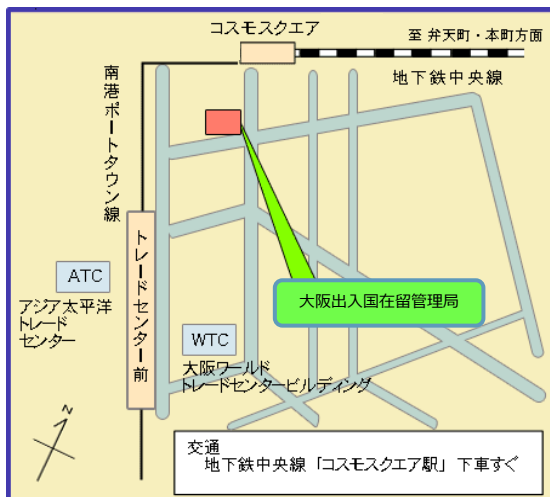 コスモスクエア
至 弁天町・本町方面
地下鉄中央線
南港ポートタウン線
トレードセンター前
ATC
アジア太平洋
トレード
センター
大阪出入国在留管理局
WTC
大阪ワールド
トレードセンタービルディング
N
交通
地下鉄中央線「コスモスクエア駅」下車すぐ